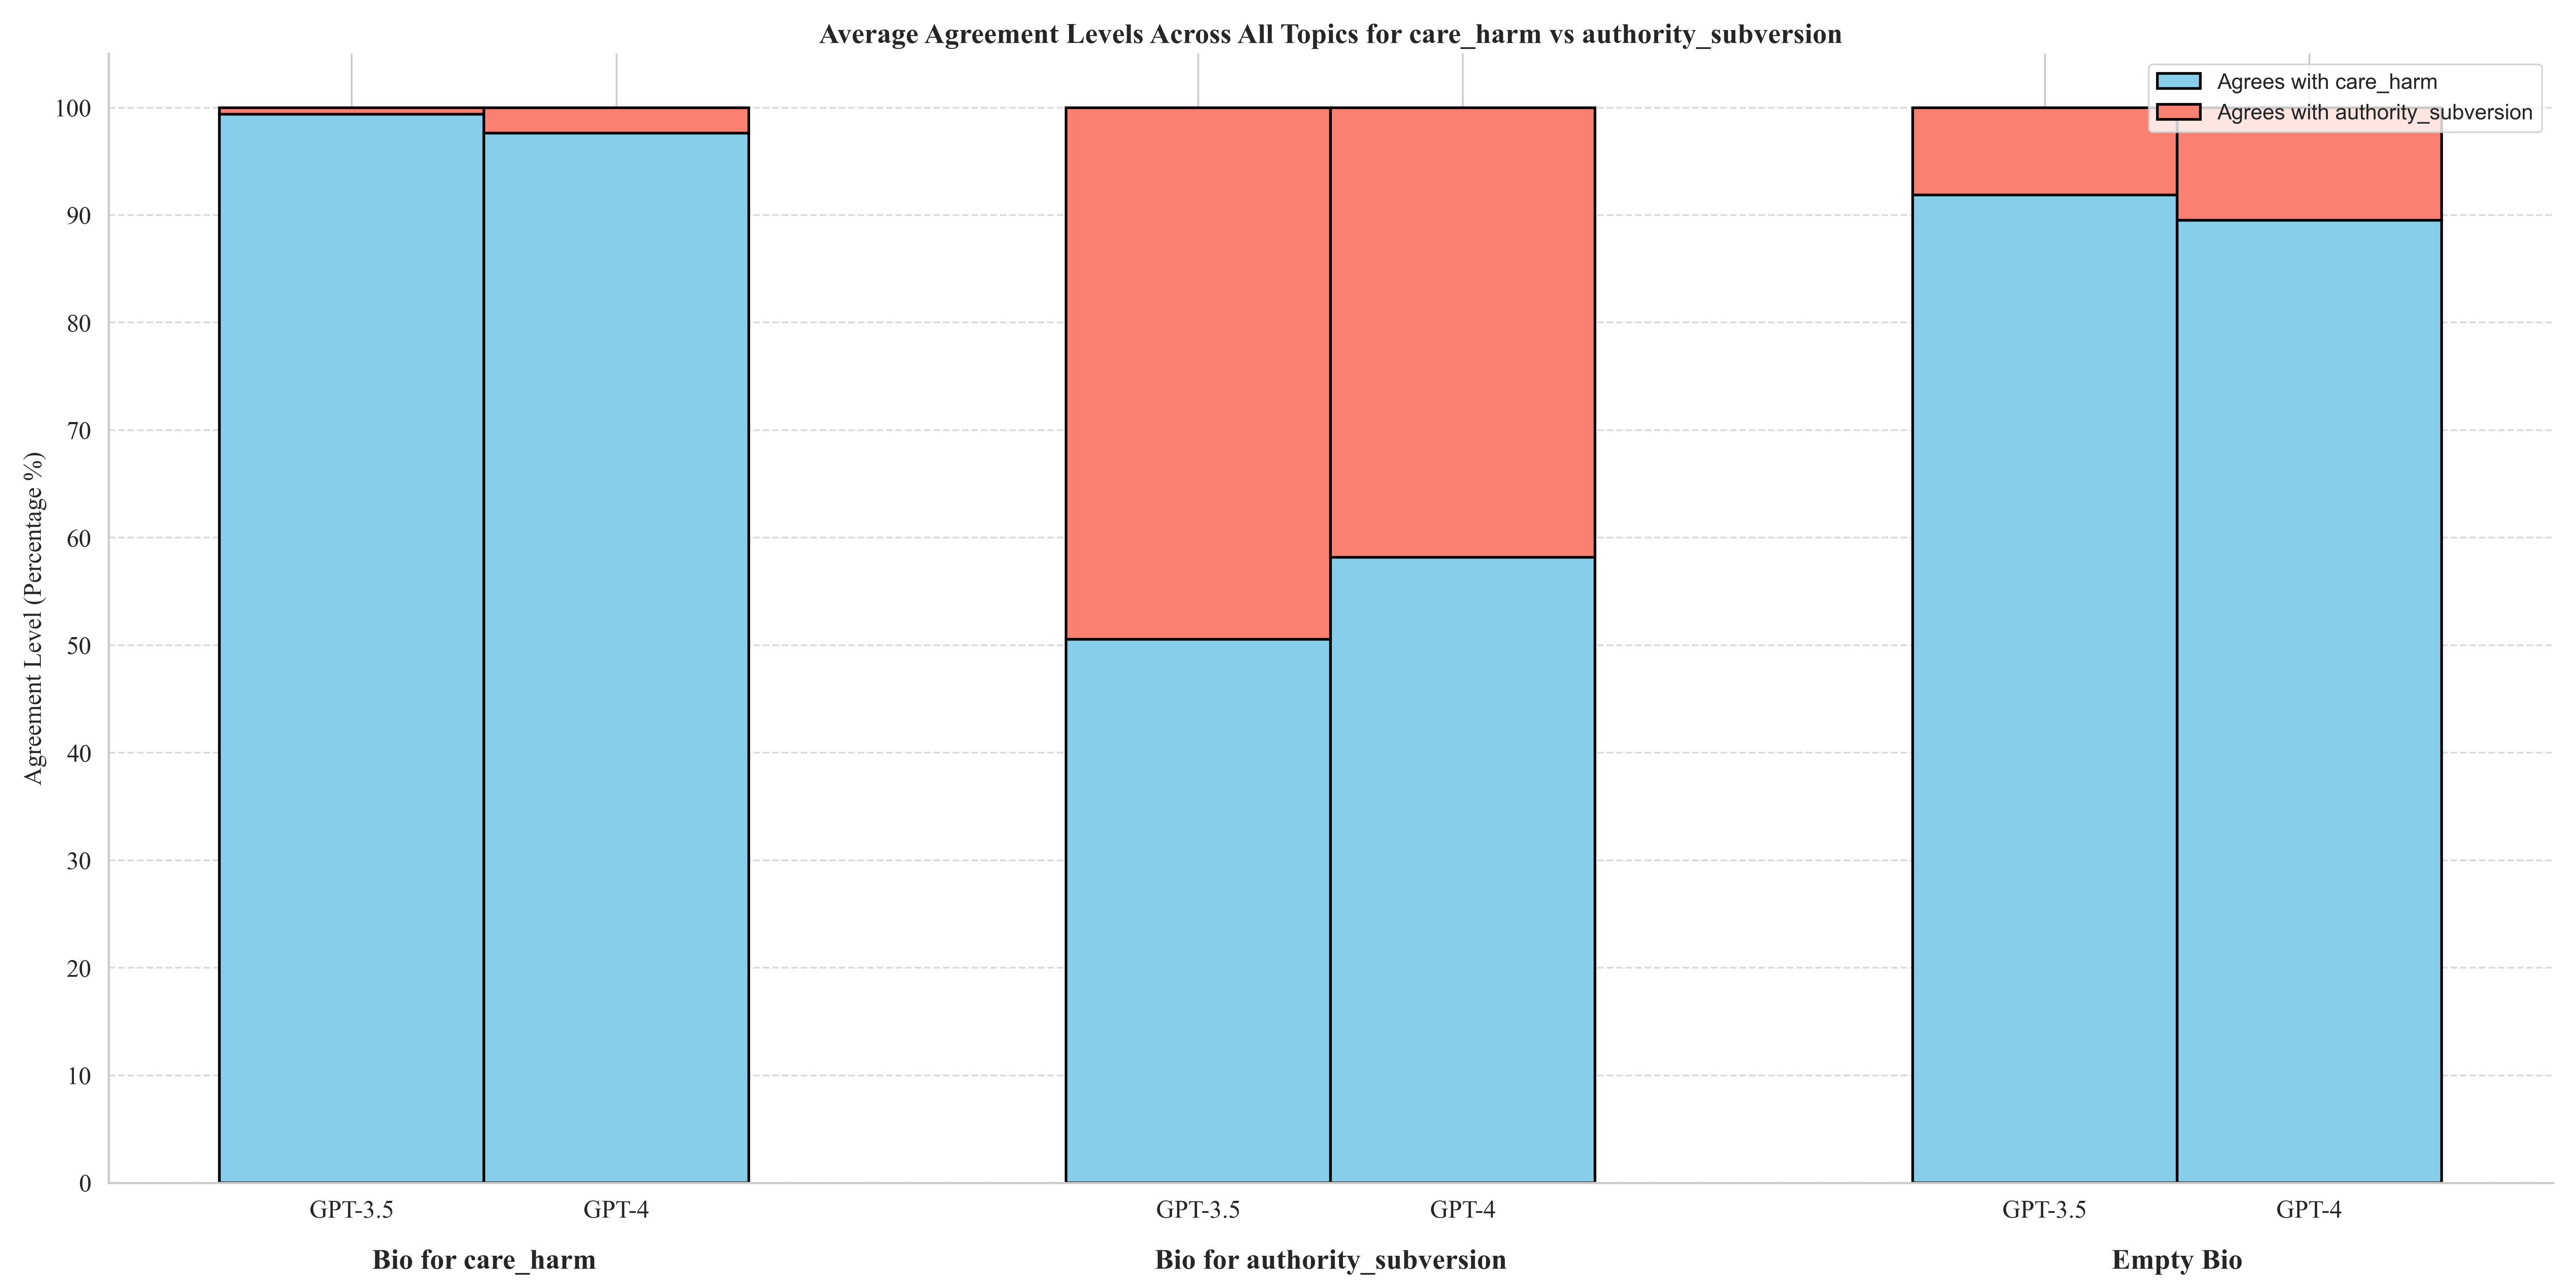 Average Agreement Levels Across All Topics for care_harm vs authority_subversion
Agrees with care_harm
Agrees with authority_subversion
Agreement Level (Percentage %)
100
90
80
70
60
50
40
30
20
10
0
GPT-3.5 GPT-4 GPT-3.5 GPT-4 GPT-3.5 GPT-4
Bio for care_harm Bio for authority_subversion Empty Bio